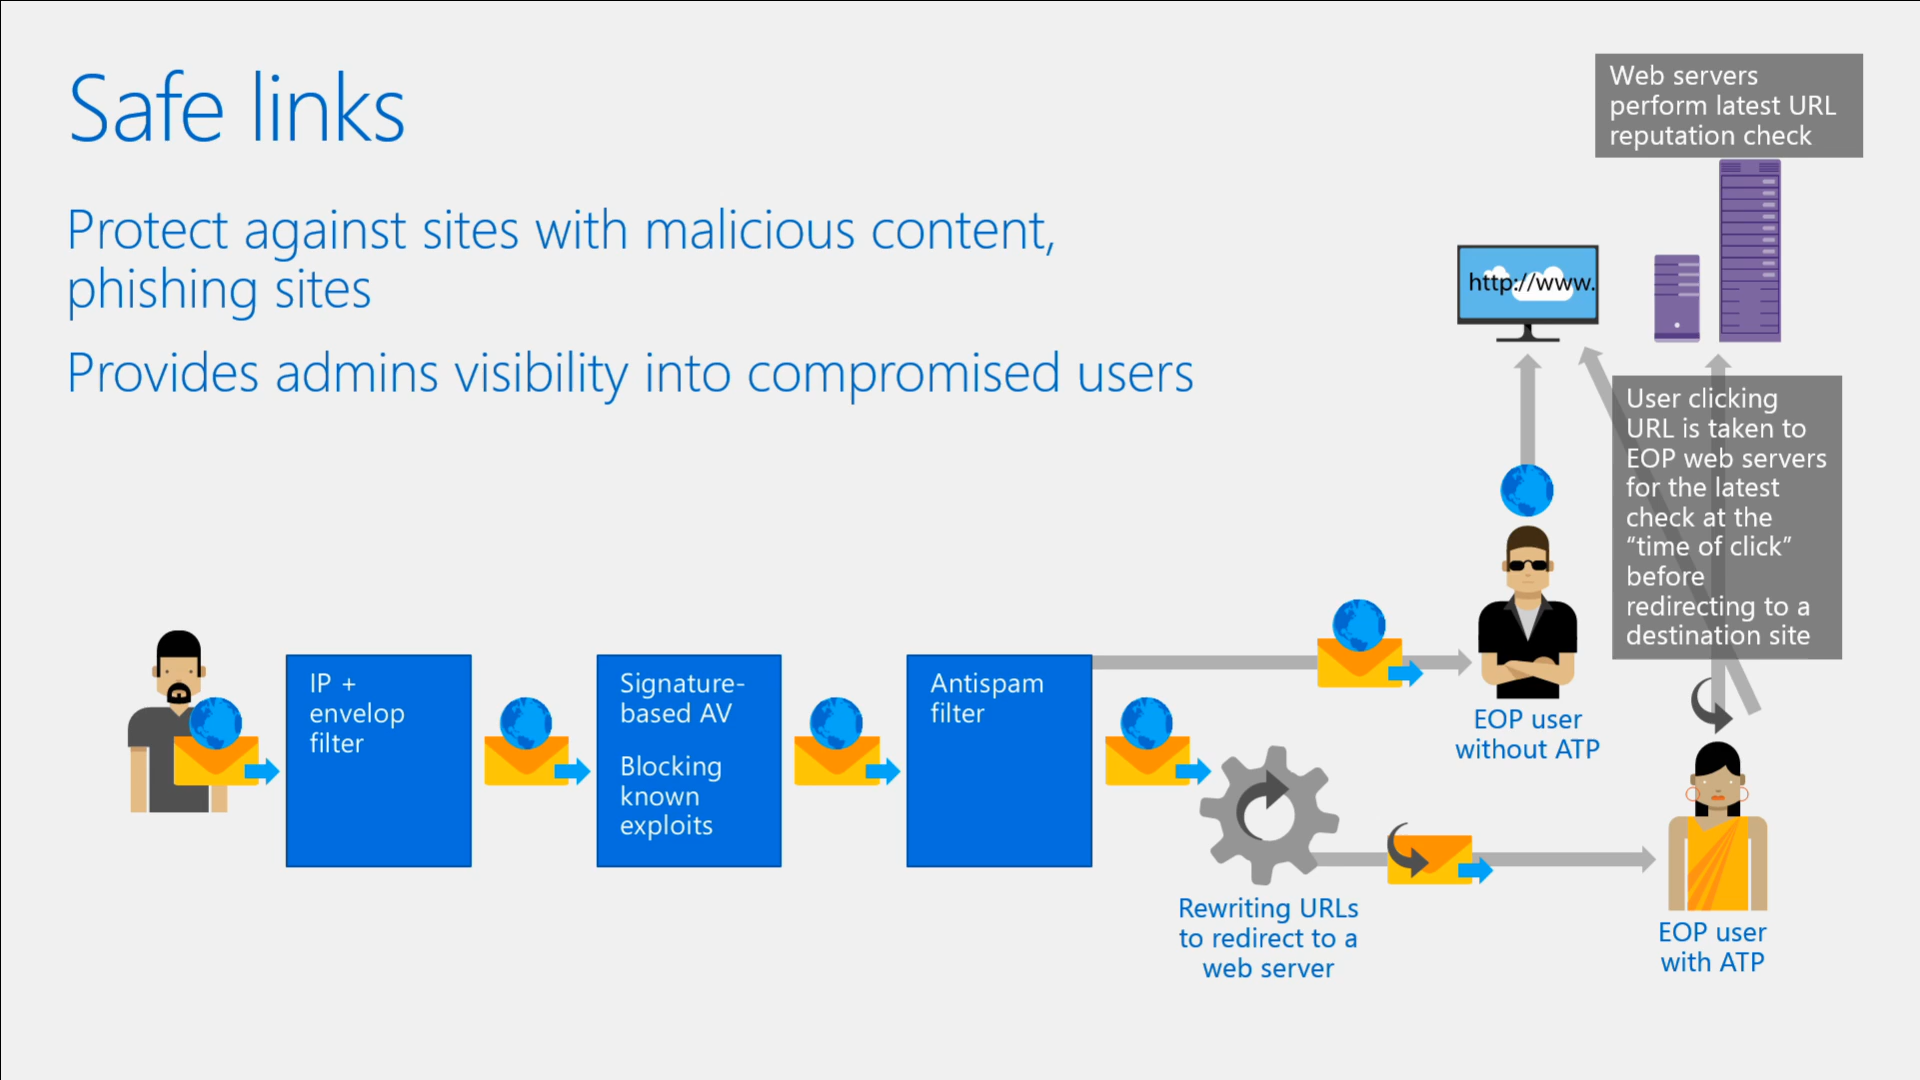 Safe links
Protect against sites with malicious content,
phishing sites
Provides admins visibility into compromised users
Web servers
perform latest URL
reputation check
http://www.
User clicking
URL is taken to
EOP web servers
for the latest
check at the
“time of click”
before
redirecting to a
destination site
IP +
envelop
filter
Signature-
based AV
Blocking
known
exploits
Antispam
filter
EOP user
without ATP
Rewriting URLs
to redirect to a
web server
EOP user
with ATP